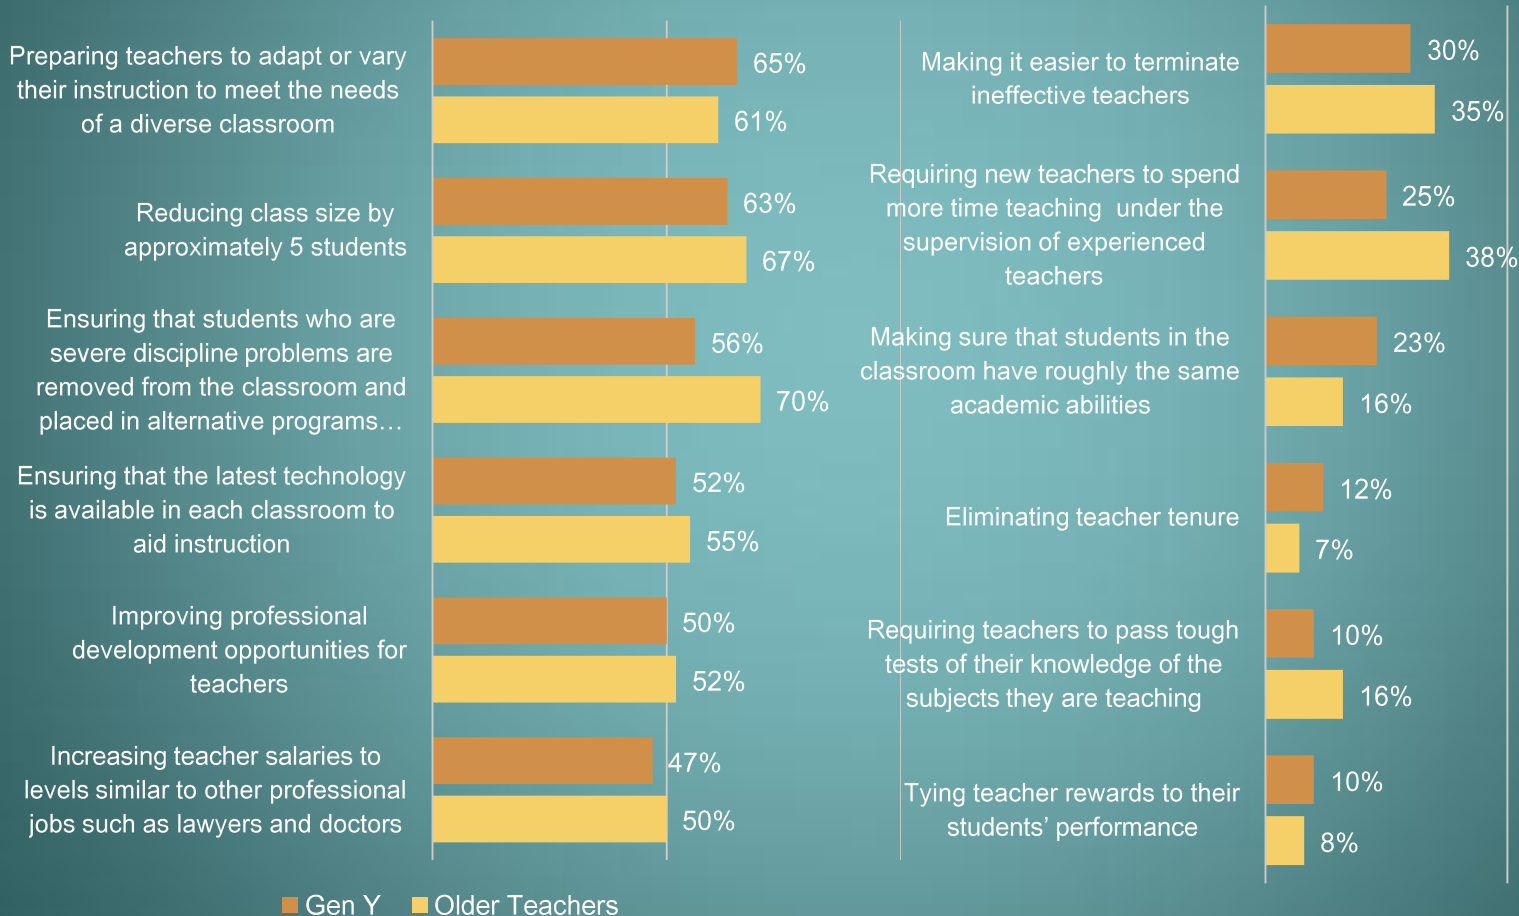 Preparing teachers to adapt or vary
their instruction to meet the needs
of a diverse classroom
65%
61%
Reducing class size by
approximately 5 students
63%
67%
Ensuring that students who are
severe discipline problems are
removed from the classroom and
placed in alternative programs…
56%
70%
Ensuring that the latest technology
is available in each classroom to
aid instruction
52%
55%
Improving professional
development opportunities for
teachers
50%
52%
Increasing teacher salaries to
levels similar to other professional
jobs such as lawyers and doctors
47%
50%
Making it easier to terminate
ineffective teachers
30%
35%
Requiring new teachers to spend
more time teaching  under the
supervision of experienced
teachers
25%
38%
Making sure that students in the
classroom have roughly the same
academic abilities
23%
16%
Eliminating teacher tenure
12%
7%
Requiring teachers to pass tough
tests of their knowledge of the
subjects they are teaching
10%
16%
Tying teacher rewards to their
students’ performance
10%
8%
Gen Y
Older Teachers